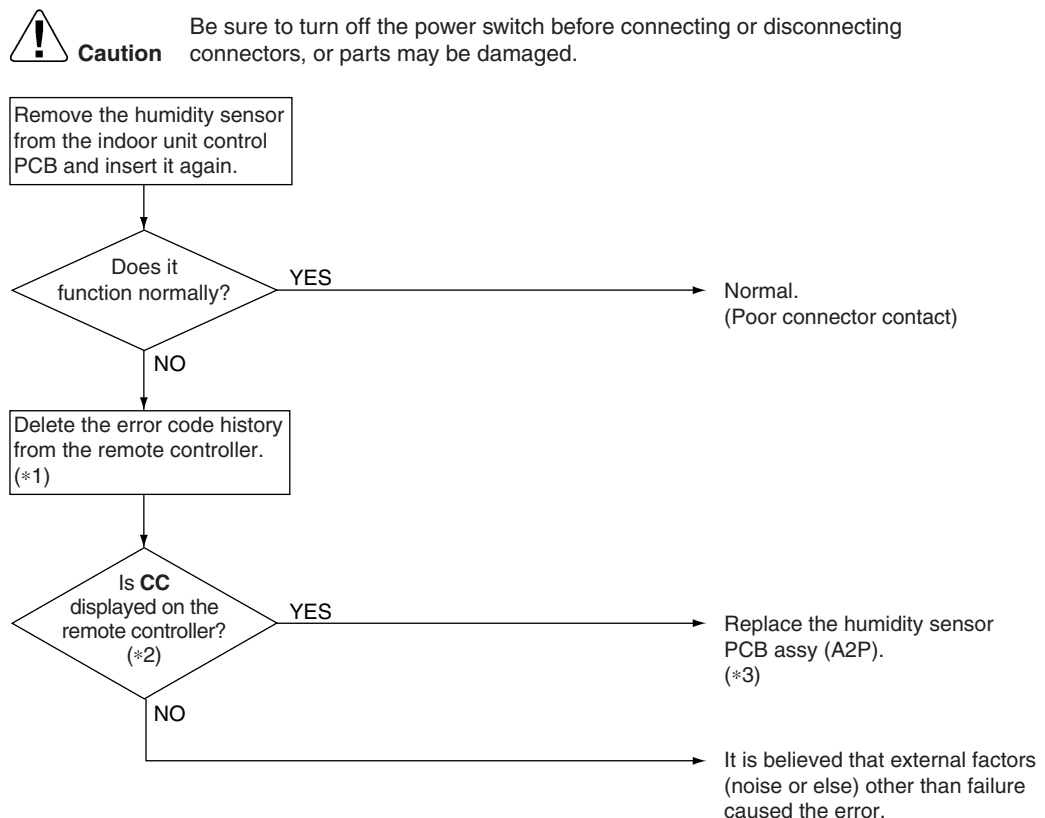 Be sure to turn off the power switch before connecting or disconnecting
Caution connectors, or parts may be damaged.
Remove the humidity sensor
from the indoor unit control
PCB and insert it again.
Does it
function normally?
YES
Normal.
(Poor connector contact)
NO
Delete the error code history
from the remote controller.
(*1)
Is CC
displayed on the
remote controller?
(*2)
YES
Replace the humidity sensor
PCB assy (A2P).
(*3)
NO
It is believed that external factors
(noise or else) other than failure
caused the error.